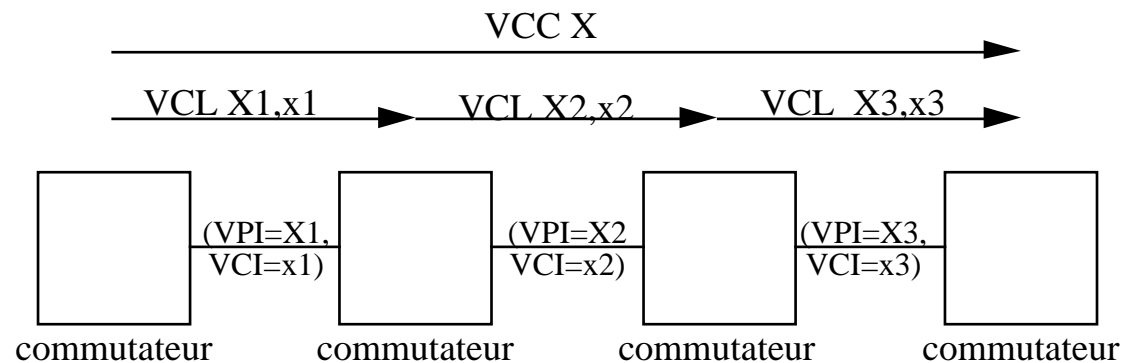 VCC X
VCL X1,x1 VCL X2,x2 VCL X3,x3
(VPI=X1, (VPI=X2 (VPI=X3,
VCI=x1) VCI=x2) VCI=x3)
commutateur commutateur commutateur commutateur